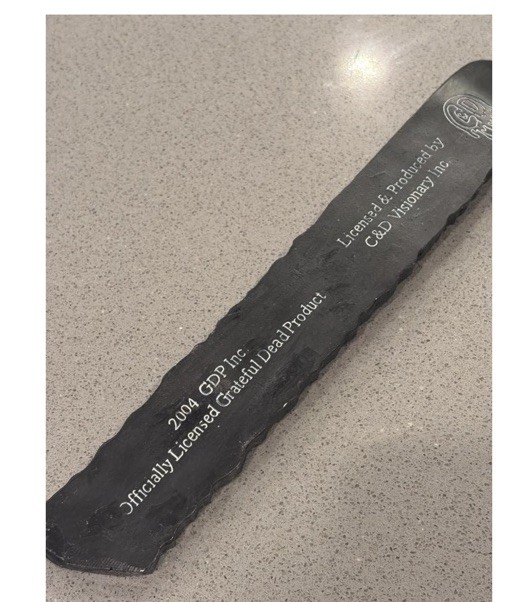 Licensed & Produced by
C&D Visionary Inc
2004 GDP Inc
Officially Licensed Grateful Dead Product